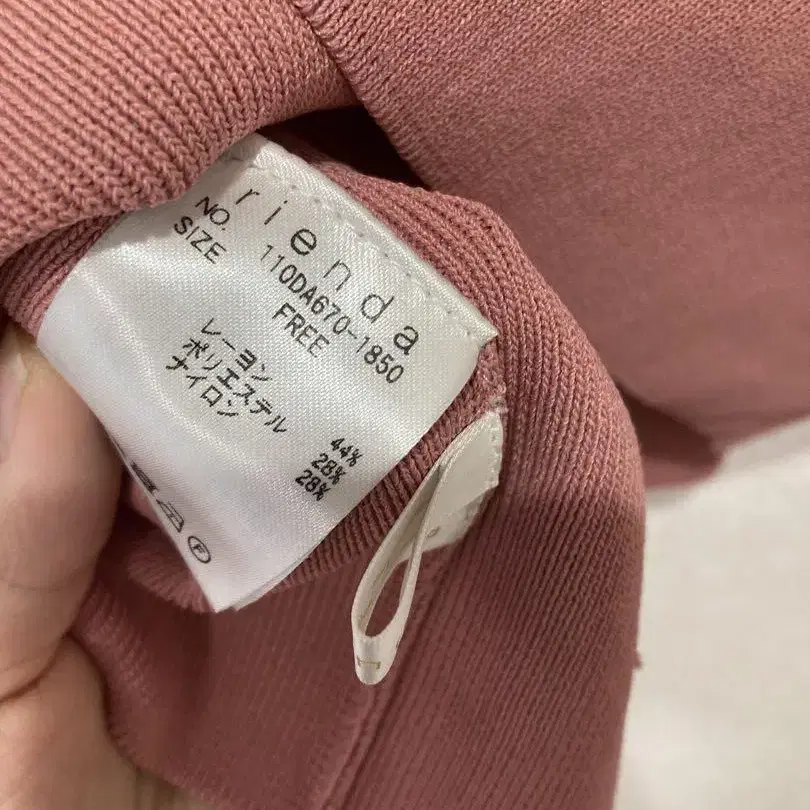 rienda
NO. 110DA670-1850
SIZE FREE
レーヨン 44%
ポリエステル 28%
ナイロン 28%
F